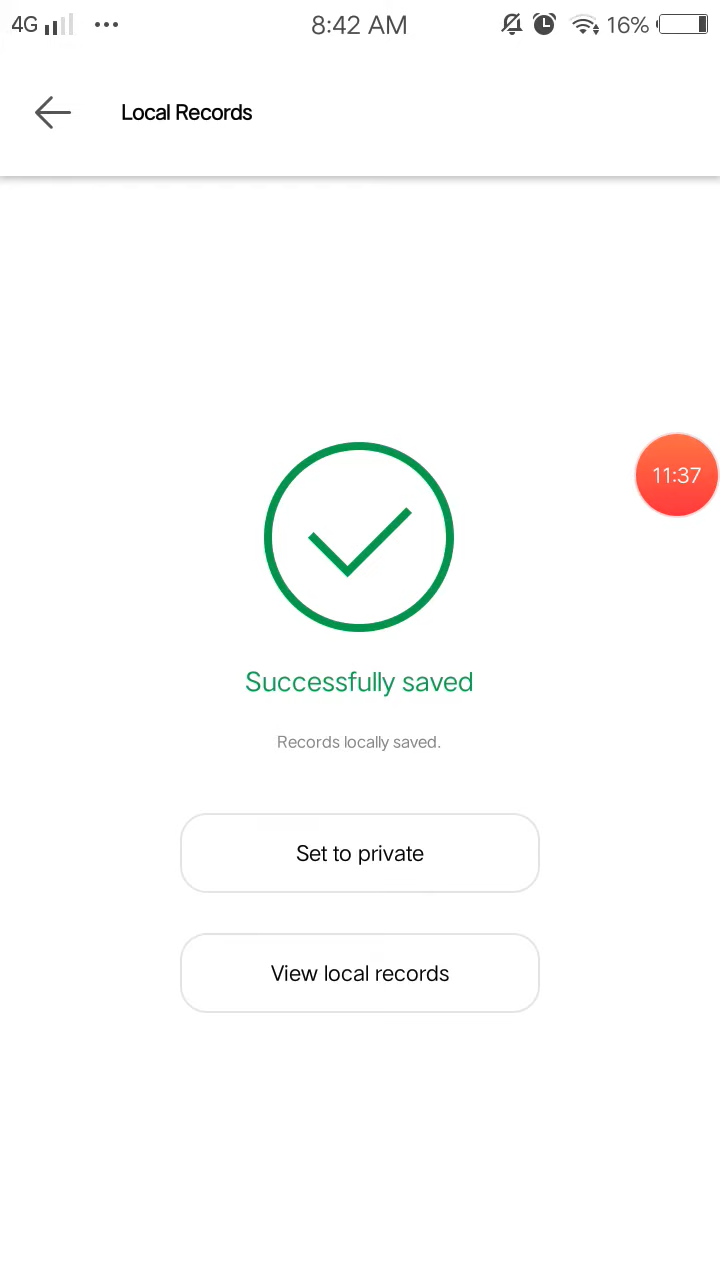 4G 8:42 AM 16%
Local Records
11:37
Successfully saved
Records locally saved.
Set to private
View local records